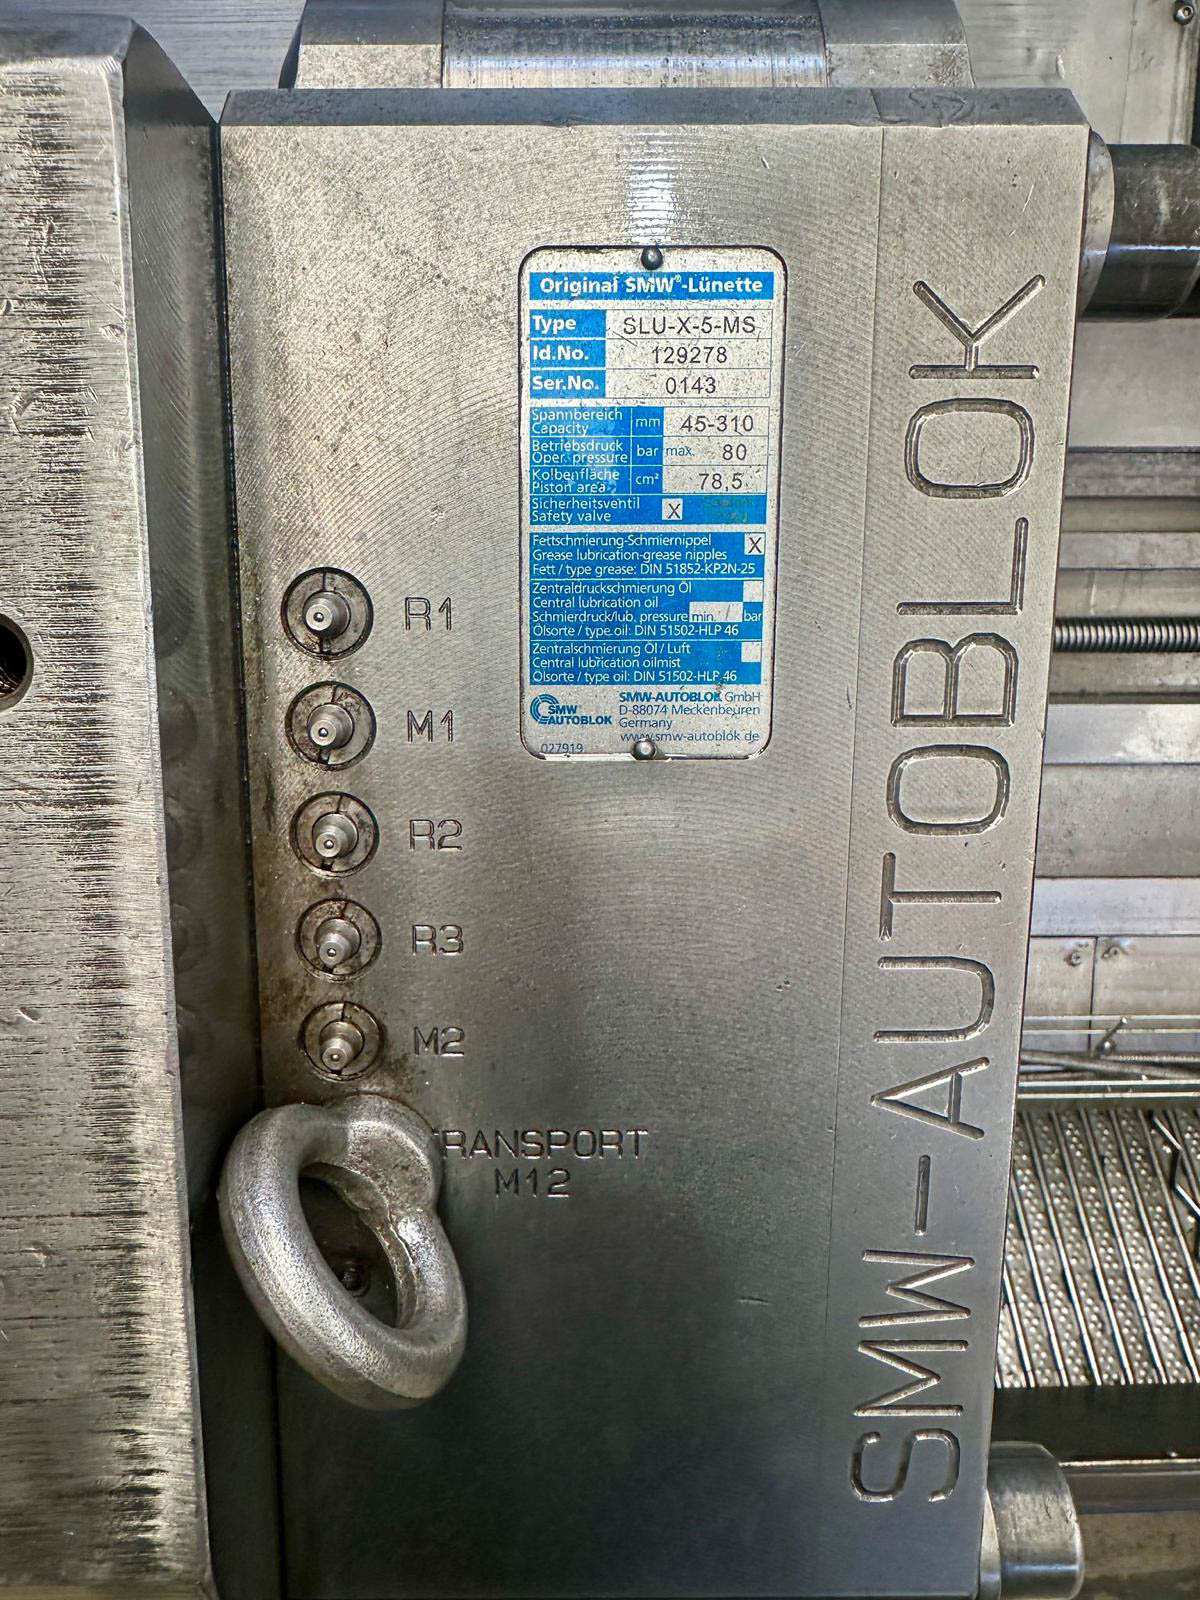 Original SMW®-Lünette
Type SLU-X-5-MS
Id.No. 129278
Ser.No. 0143
Spannbereich
Capacity mm 45-310
Betriebsdruck
Oper. pressure bar max. 80
Kolbenfläche
Piston area cm² 78,5
Sicherheitsventil
Safety valve X
Fettschmierung-Schmiernippel X
Grease lubrication-grease nipples
Fett / type grease: DIN 51852-KP2N-25
Zentraldruckschmierung Öl
Central lubrication oil
Schmierdruck/lub. pressure min. / bar
Ölsorte / type oil: DIN 51502-HLP 46
Zentralschmierung Öl / Luft
Central lubrication oilmist
Ölsorte / type oil: DIN 51502-HLP 46
SMW®
AUTOBLOK
SMW-AUTOBLOK GmbH
D-88074 Meckenbeuren
Germany
www.smw-autoblok.de
027919
R1
M1
R2
R3
M2
TRANSPORT
M12
SMW-AUTOBLOK